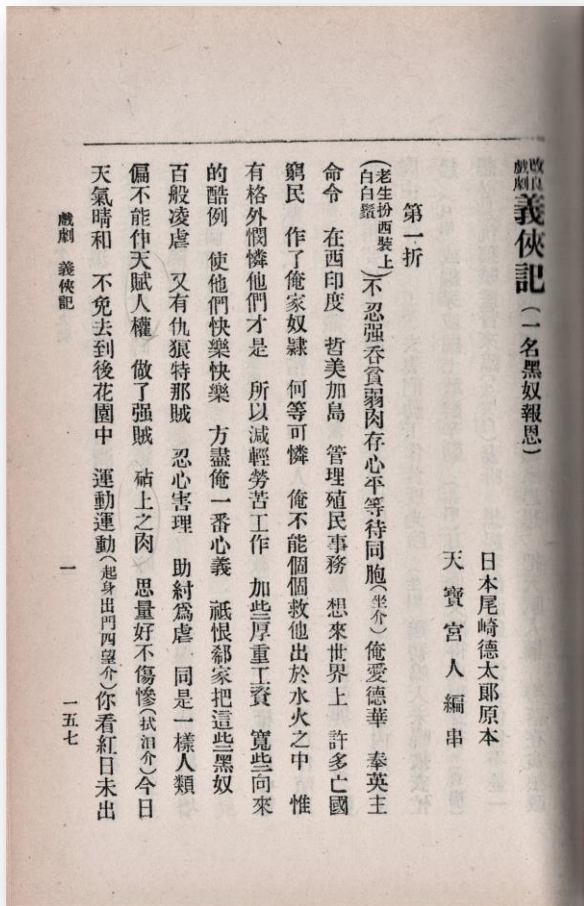 改良戲劇義俠記(一名黑奴報恩)
日本尾崎德太郎原本
天寶宮人編串
第一折
(老生扮西裝上白白鬚)不忍强吞貧弱肉存心平等待同胞(坐介)俺愛德華 奉英主
命令 在西印度 哲美加島 管理殖民事務 想來世界上 許多亡國
窮民 作了俺家奴隸 何等可憐 俺不能個個救他出於水火之中 惟
有格外憫憐他們才是 所以減輕勞苦工作 加些厚重工資 寬些向來
的酷例 使他們快樂快樂 方盡俺一番心義 祗恨鄰家把這些黑奴
百般凌虐 又有仇狼特那賊 忍心害理 助紂爲虐 同是一樣人類
偏不能伸天賦人權 做了强賊 砧上之肉 思量好不傷慘(拭泪介)今日
天氣晴和 不免去到後花園中 運動運動(起身出門四望介)你看紅日未出
戲劇 義俠記
一
一五七